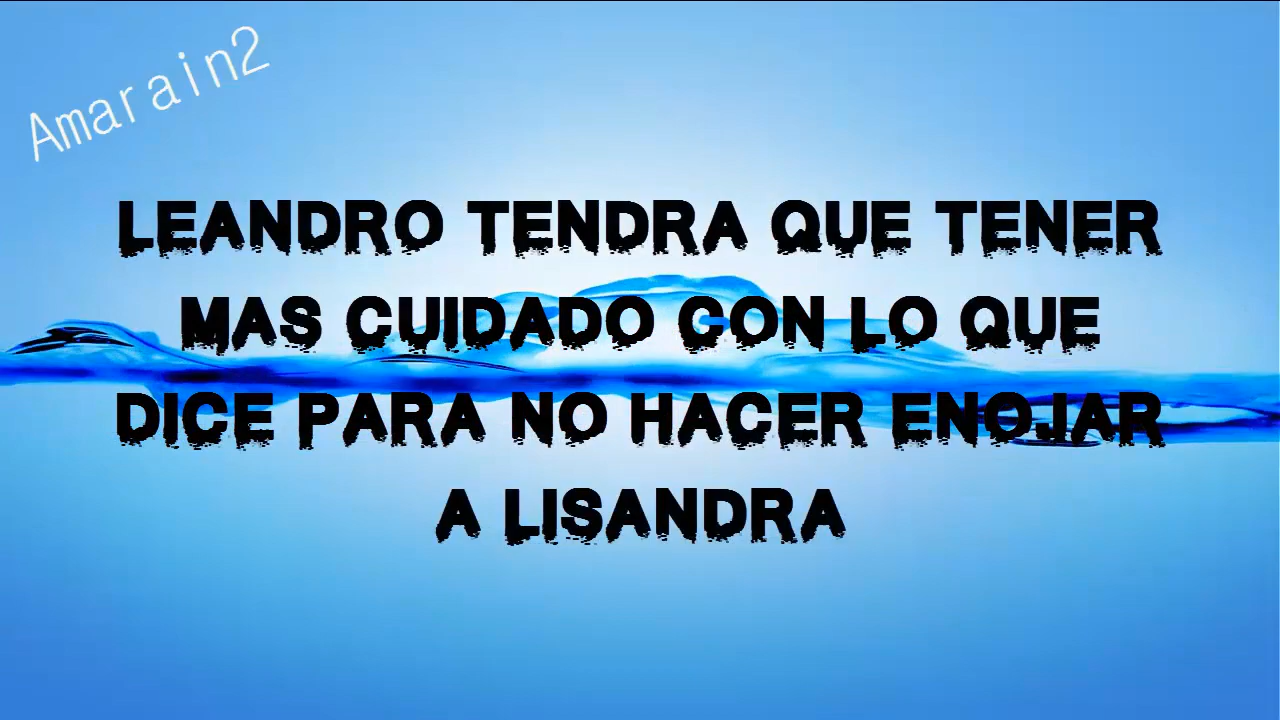 Amarain2
LEANDRO TENDRA QUE TENER
MAS CUIDADO CON LO QUE
DICE PARA NO HACER ENOJAR
A LISANDRA